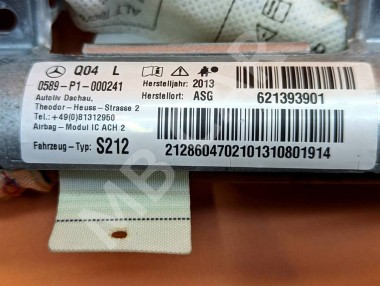 Q04 L
0589-P1-000241
Autoliv Dachau,
Theodor - Heuss - Strasse 2
Tel.:+49(0)81312950
Airbag - Modul IC ACH 2
Fahrzeug - Typ: S212
Herstelljahr: 2013
Herstellort: ASG
621393901
2128604702101310801914